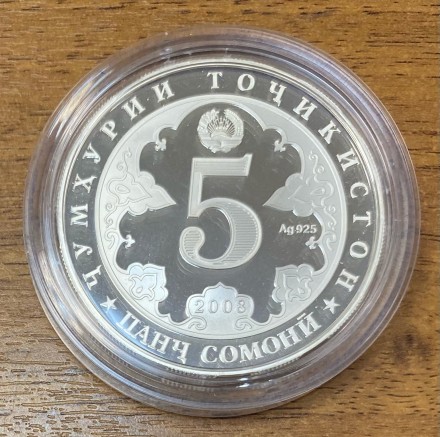 ҶУМҲУРИИ ТОҶИКИСТОН
5
Ag 925
2008
★ ПАНҶ СОМОНӢ ★